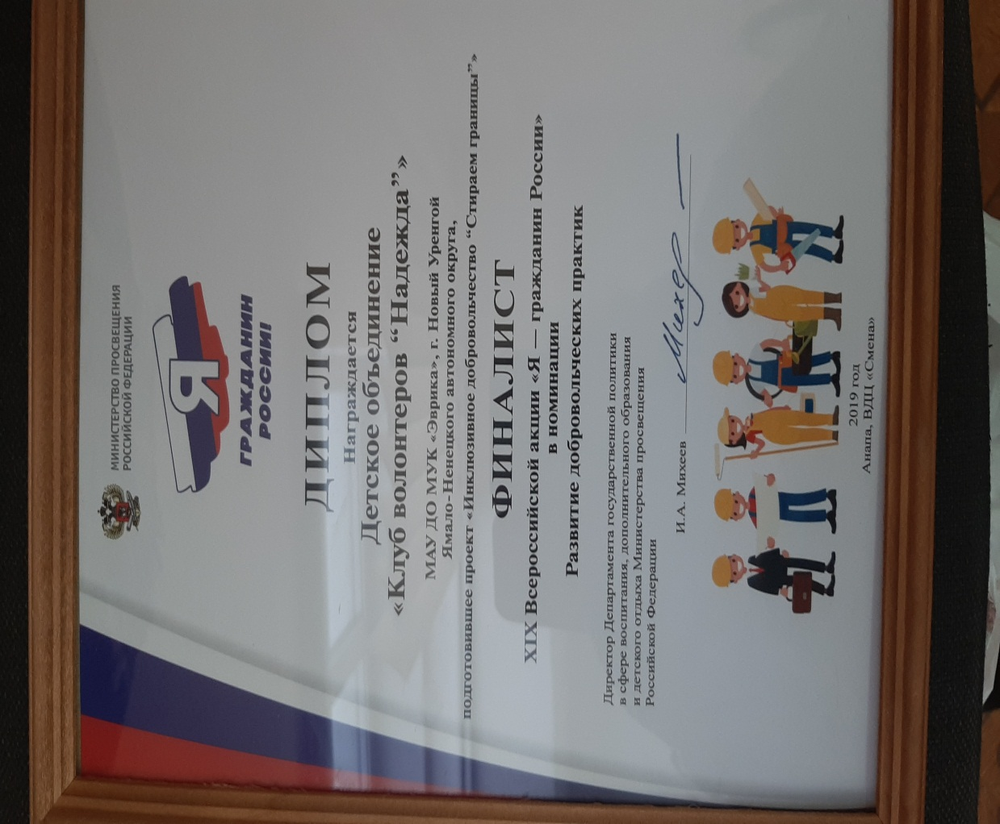 МИНИСТЕРСТВО ПРОСВЕЩЕНИЯ
РОССИЙСКОЙ ФЕДЕРАЦИИ
Я
ГРАЖДАНИН
РОССИИ!
ДИПЛОМ
Награждается
Детское объединение
«Клуб волонтеров “Надежда”»
МАУ ДО МУК «Эврика», г. Новый Уренгой
Ямало-Ненецкого автономного округа,
подготовившее проект «Инклюзивное добровольчество “Стираем границы”»
ФИНАЛИСТ
XIX Всероссийской акции «Я — гражданин России»
в номинации
Развитие добровольческих практик
Директор Департамента государственной политики
в сфере воспитания, дополнительного образования
и детского отдыха Министерства просвещения
Российской Федерации
И.А. Михеев
2019 год
Анапа, ВДЦ «Смена»